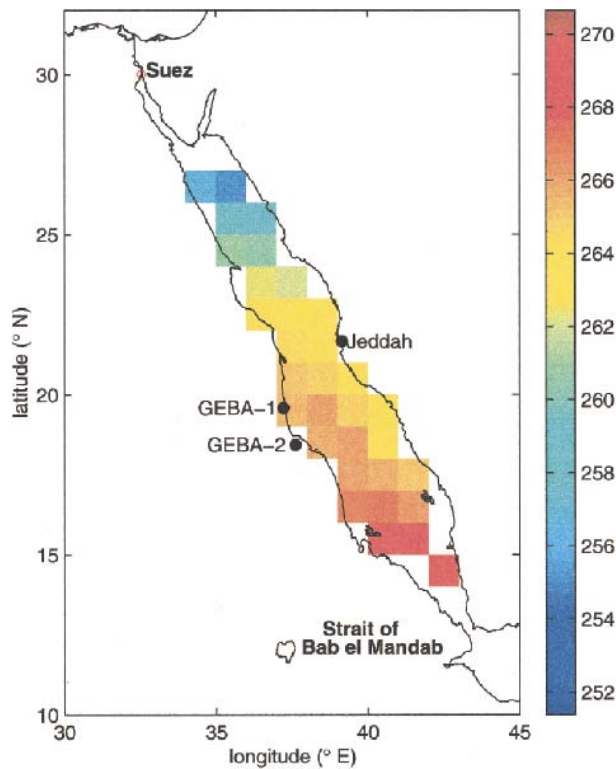 30
25
20
15
10
latitude (° N)
30
35
40
45
longitude (° E)
Suez
Jeddah
GEBA−1
GEBA−2
Strait of
Bab el Mandab
270
268
266
264
262
260
258
256
254
252